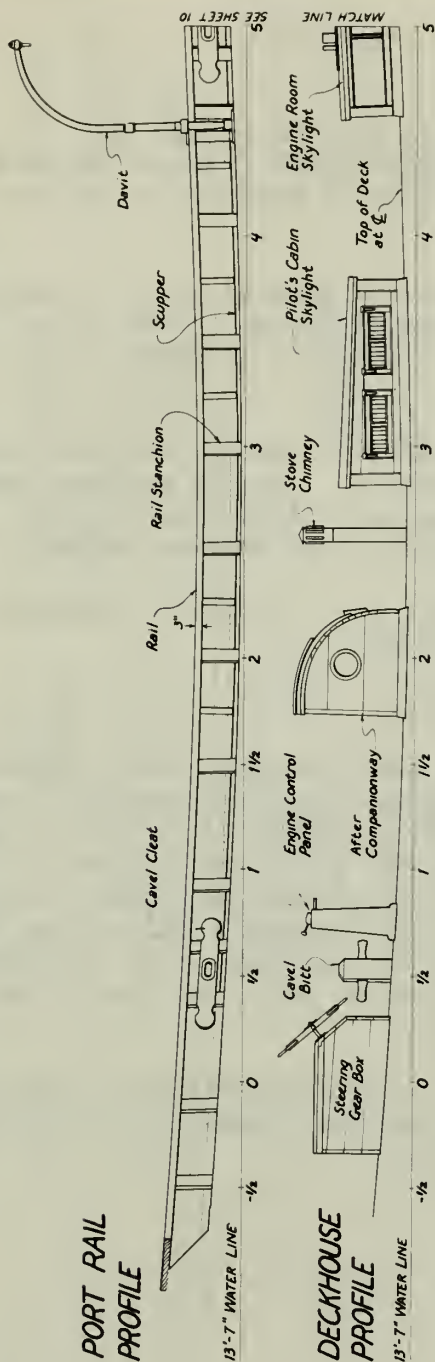 PORT RAIL
PROFILE
Davit
Scupper
Rail Stanchion
Rail
3"
Cavel Cleat
SEE SHEET 10
13'-7" WATER LINE
-1/2
0
1/2
1
1 1/2
2
3
4
5
DECKHOUSE
PROFILE
Steering
Gear Box
Cavel
Bitt
Engine Control
Panel
After
Companionway
Stove
Chimney
Pilot's Cabin
Skylight
Engine Room
Skylight
Top of Deck
at ℄
MATCH LINE
13'-7" WATER LINE
-1/2
0
1/2
1
1 1/2
2
3
4
5